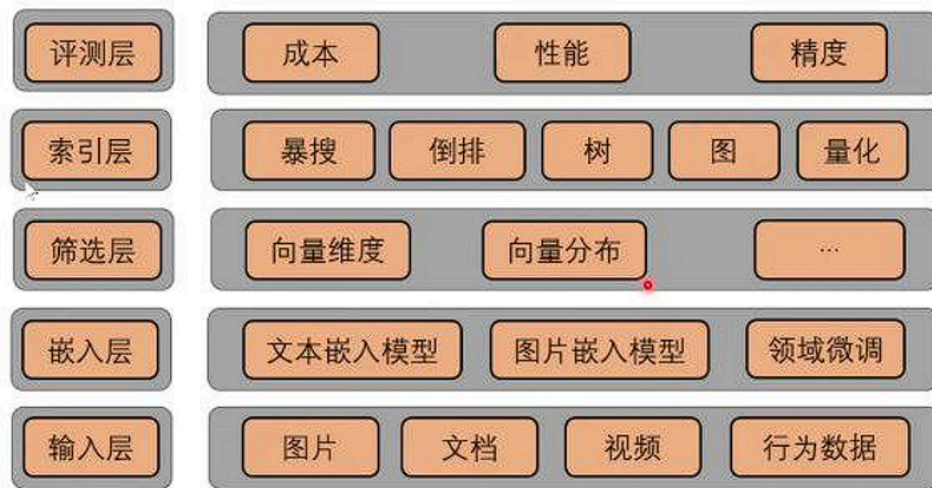 评测层 成本 性能 精度
索引层 暴搜 倒排 树 图 量化
筛选层 向量维度 向量分布 ...
嵌入层 文本嵌入模型 图片嵌入模型 领域微调
输入层 图片 文档 视频 行为数据